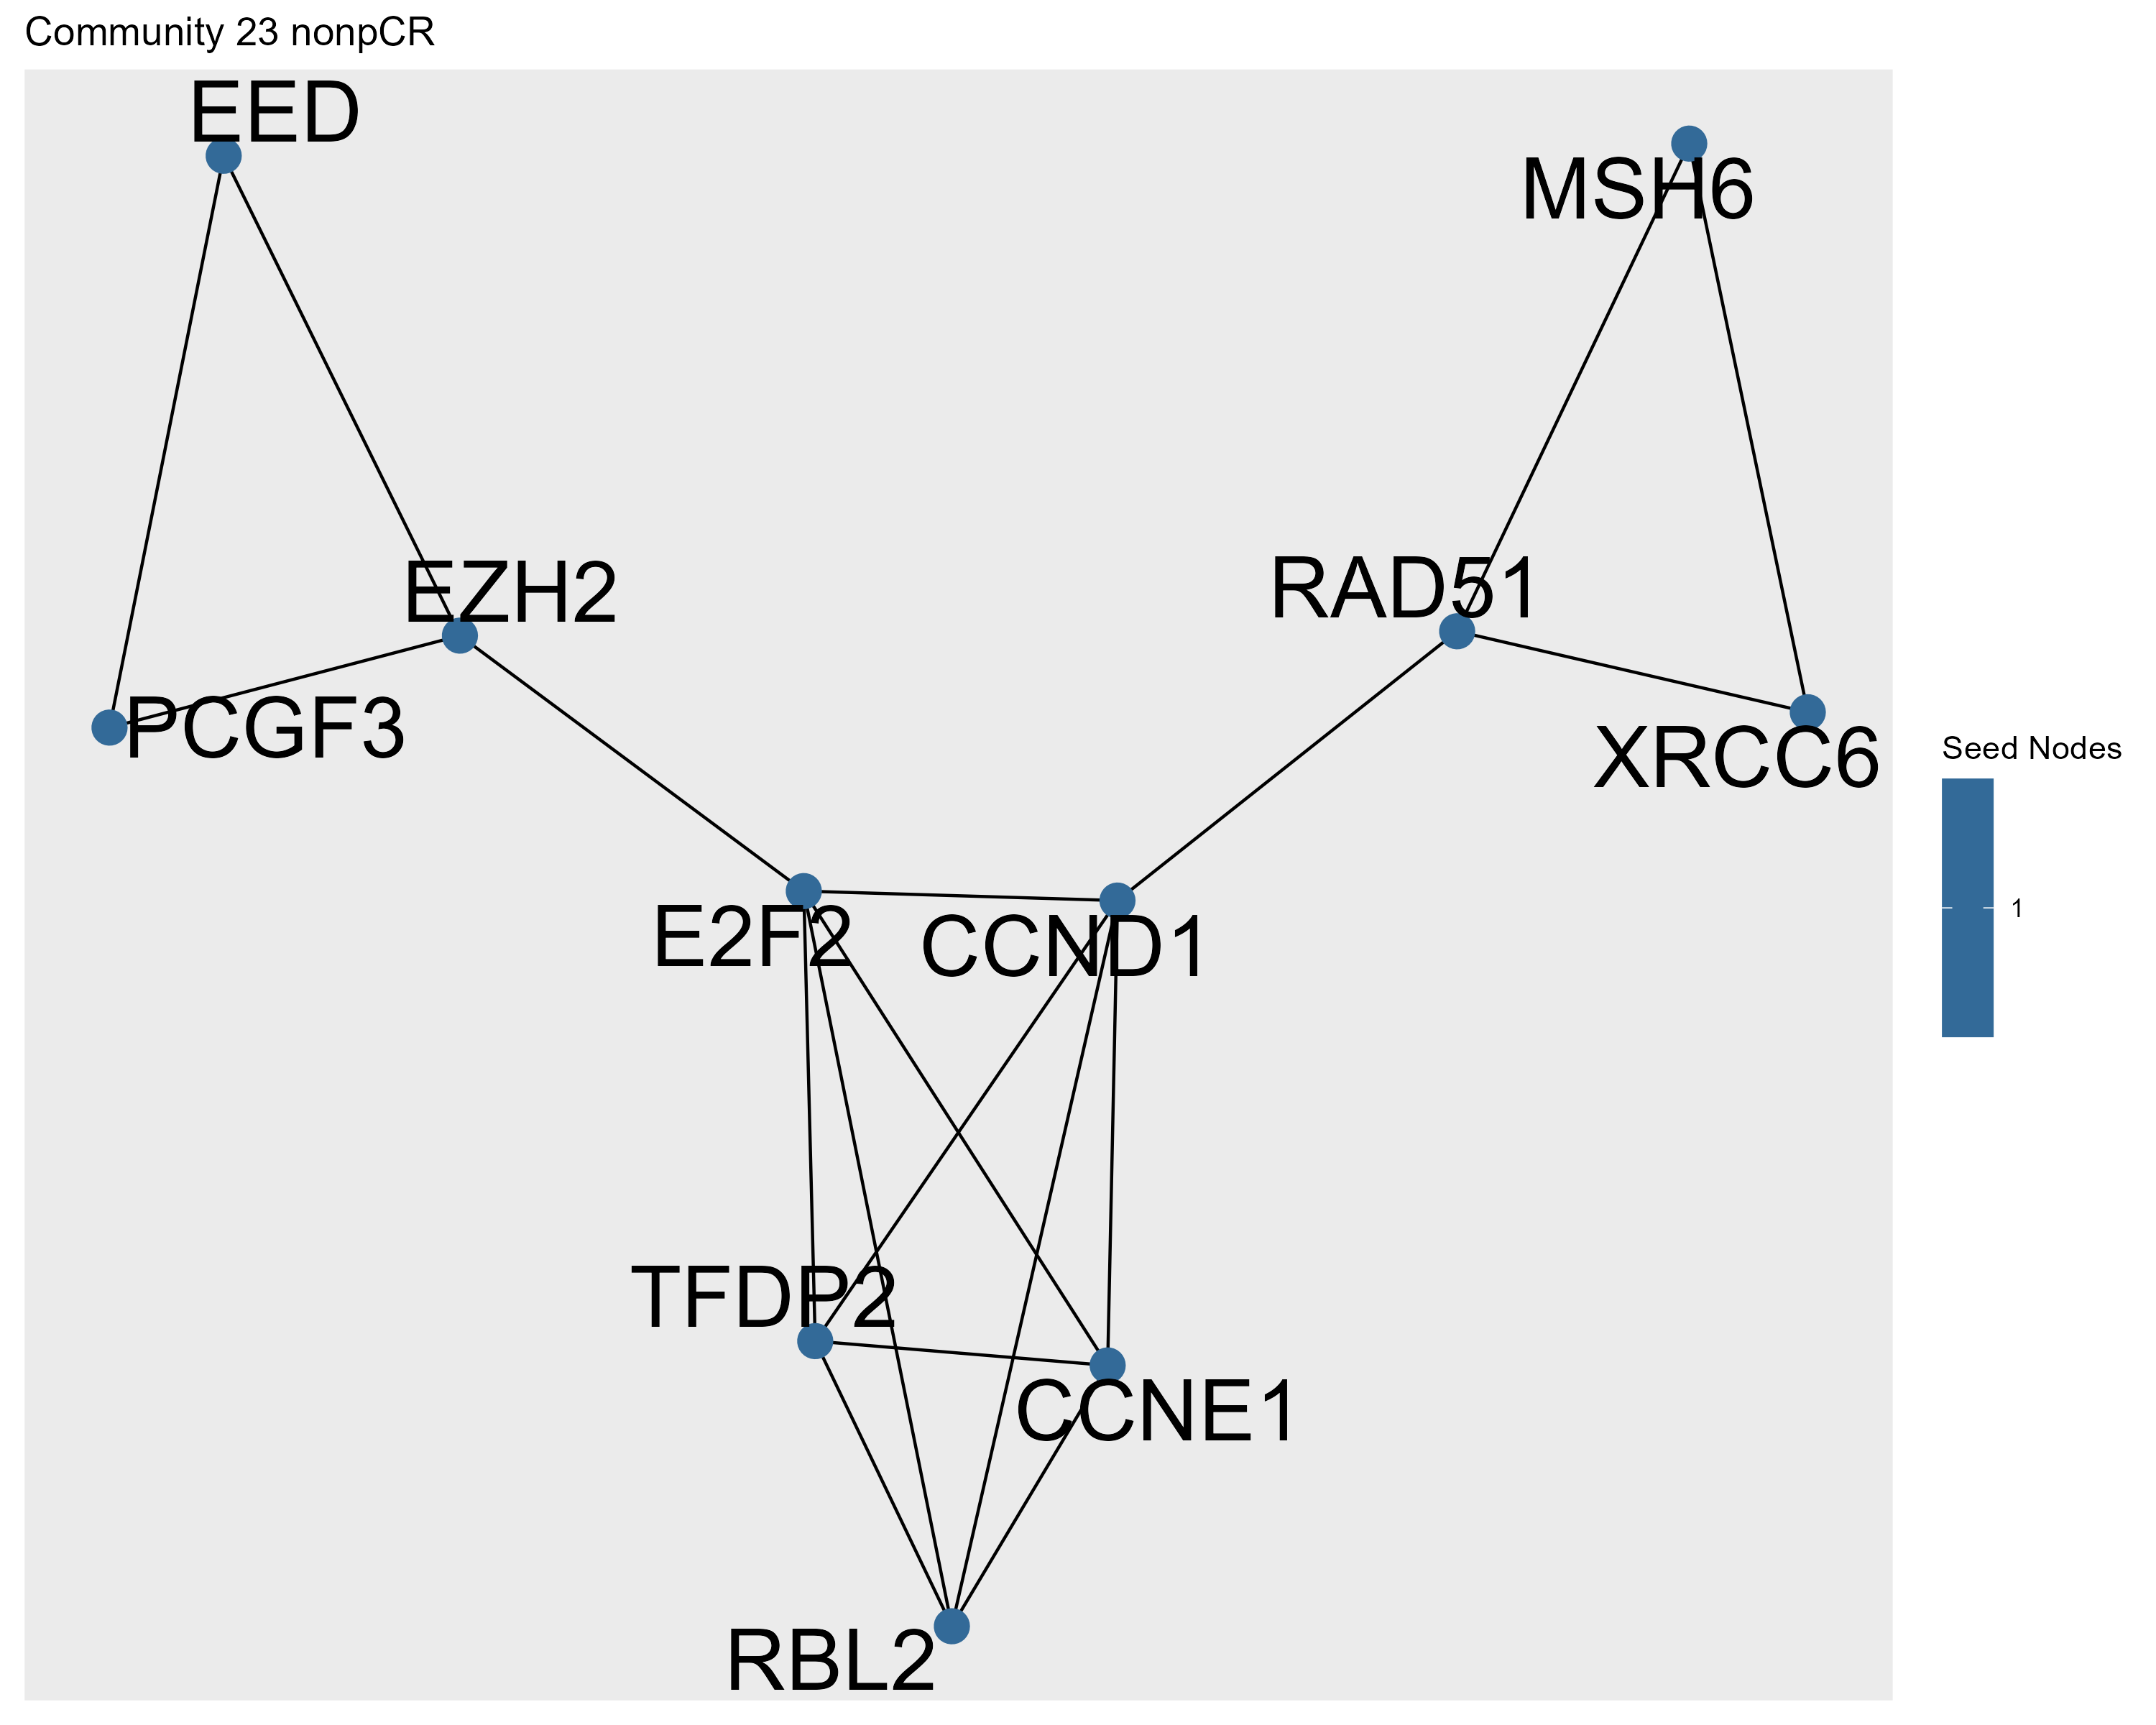 Community 23 nonpCR
EED
MSH6
EZH2
RAD51
PCGF3
XRCC6
Seed Nodes
1
E2F2
CCND1
TFDP2
CCNE1
RBL2